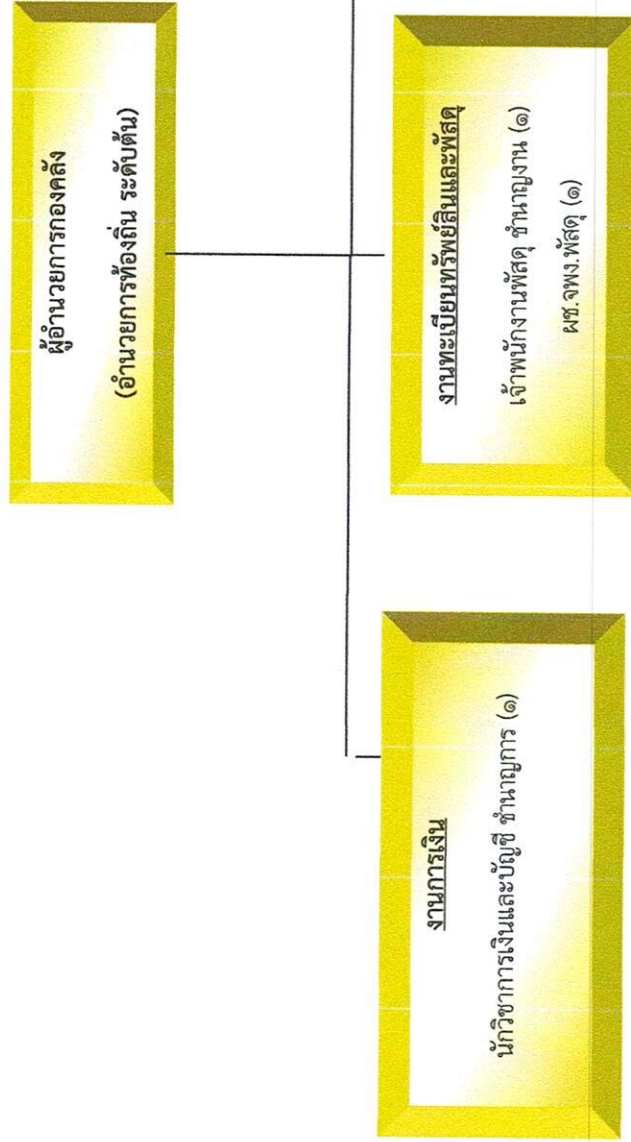 ผู้อำนวยการกองคลัง
(อำนวยการท้องถิ่น ระดับต้น)
งานการเงิน
นักวิชาการเงินและบัญชี ชำนาญการ (๑)
งานทะเบียนทรัพย์สินและพัสดุ
เจ้าพนักงานพัสดุ ชำนาญงาน (๑)
ผช.จพง.พัสดุ (๑)